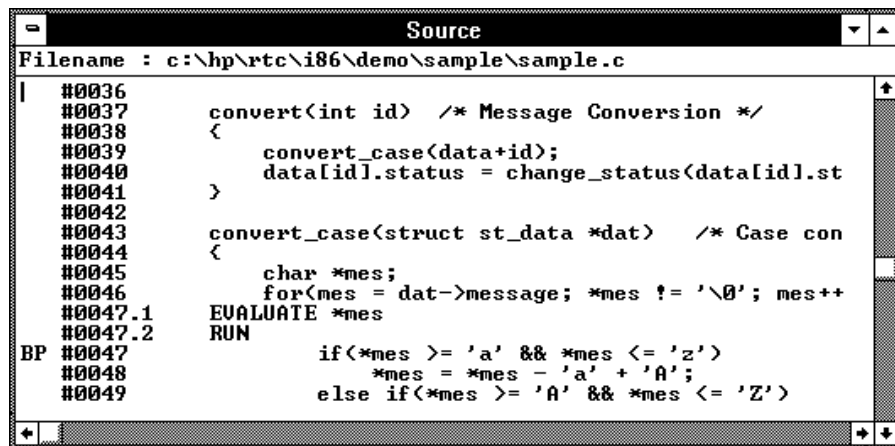 Source
Filename : c:\hp\rtc\i86\demo\sample\sample.c
#0036
#0037 convert(int id) /* Message Conversion */
#0038 {
#0039 convert_case(data+id);
#0040 data[id].status = change_status(data[id].st
#0041 }
#0042
#0043 convert_case(struct st_data *dat) /* Case con
#0044 {
#0045 char *mes;
#0046 for(mes = dat->message; *mes != '\0'; mes++
#0047.1 EVALUATE *mes
#0047.2 RUN
BP #0047 if(*mes >= 'a' && *mes <= 'z')
#0048 *mes = *mes - 'a' + 'A';
#0049 else if(*mes >= 'A' && *mes <= 'Z')